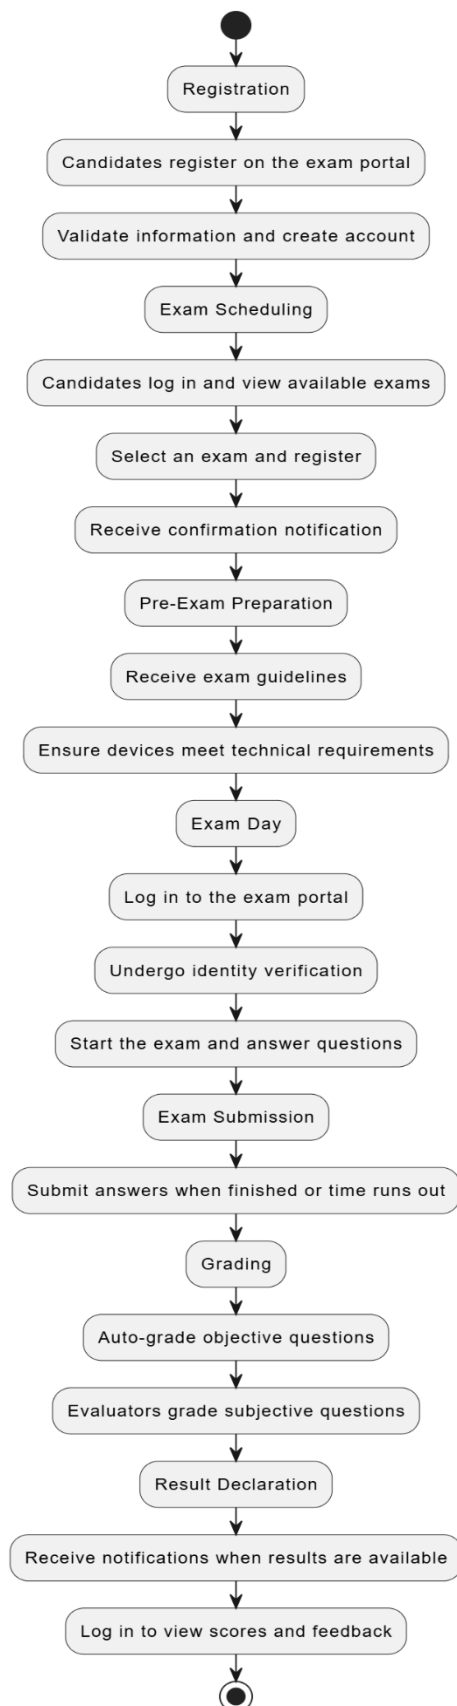 Registration
Candidates register on the exam portal
Validate information and create account
Exam Scheduling
Candidates log in and view available exams
Select an exam and register
Receive confirmation notification
Pre-Exam Preparation
Receive exam guidelines
Ensure devices meet technical requirements
Exam Day
Log in to the exam portal
Undergo identity verification
Start the exam and answer questions
Exam Submission
Submit answers when finished or time runs out
Grading
Auto-grade objective questions
Evaluators grade subjective questions
Result Declaration
Receive notifications when results are available
Log in to view scores and feedback